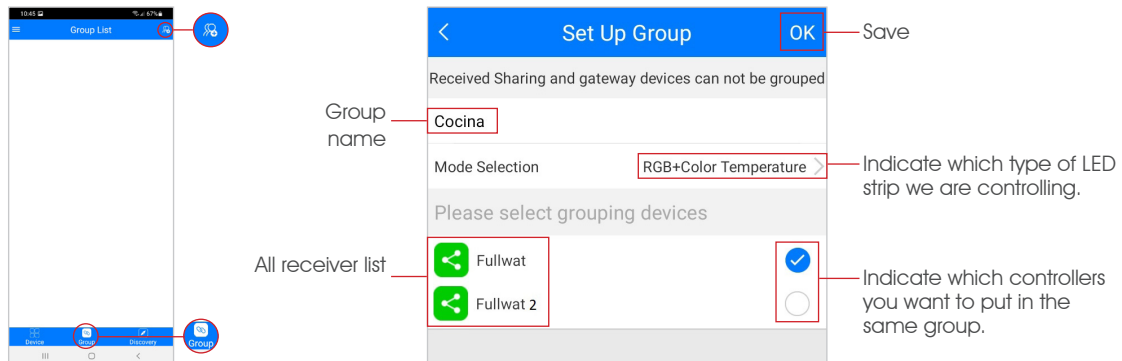 10:45 67%
Group List
Device Group Discovery
Group
Set Up Group OK
Save
Received Sharing and gateway devices can not be grouped
Group
name
Cocina
Mode Selection RGB+Color Temperature
Indicate which type of LED
strip we are controlling.
Please select grouping devices
All receiver list
Fullwat
Fullwat 2
Indicate which controllers
you want to put in the
same group.